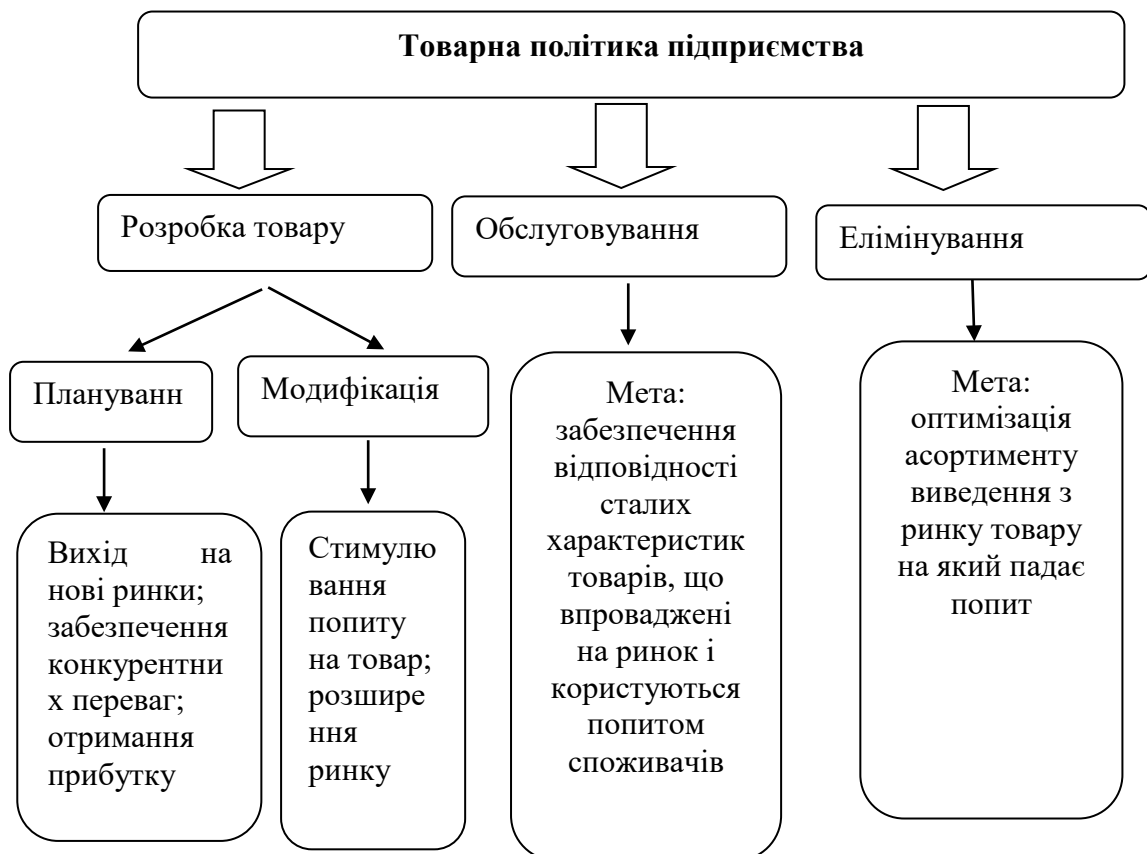 Товарна політика підприємства
Розробка товару
Обслуговування
Елімінування
Плануванн
Модифікація
Вихід на
нові ринки;
забезпечення
конкурентни
х переваг;
отримання
прибутку
Стимулю
вання
попиту
на товар;
розшире
ння
ринку
Мета:
забезпечення
відповідності
сталих
характеристик
товарів, що
впроваджені
на ринок і
користуються
попитом
споживачів
Мета:
оптимізація
асортименту
виведення з
ринку товару
на який падає
попит